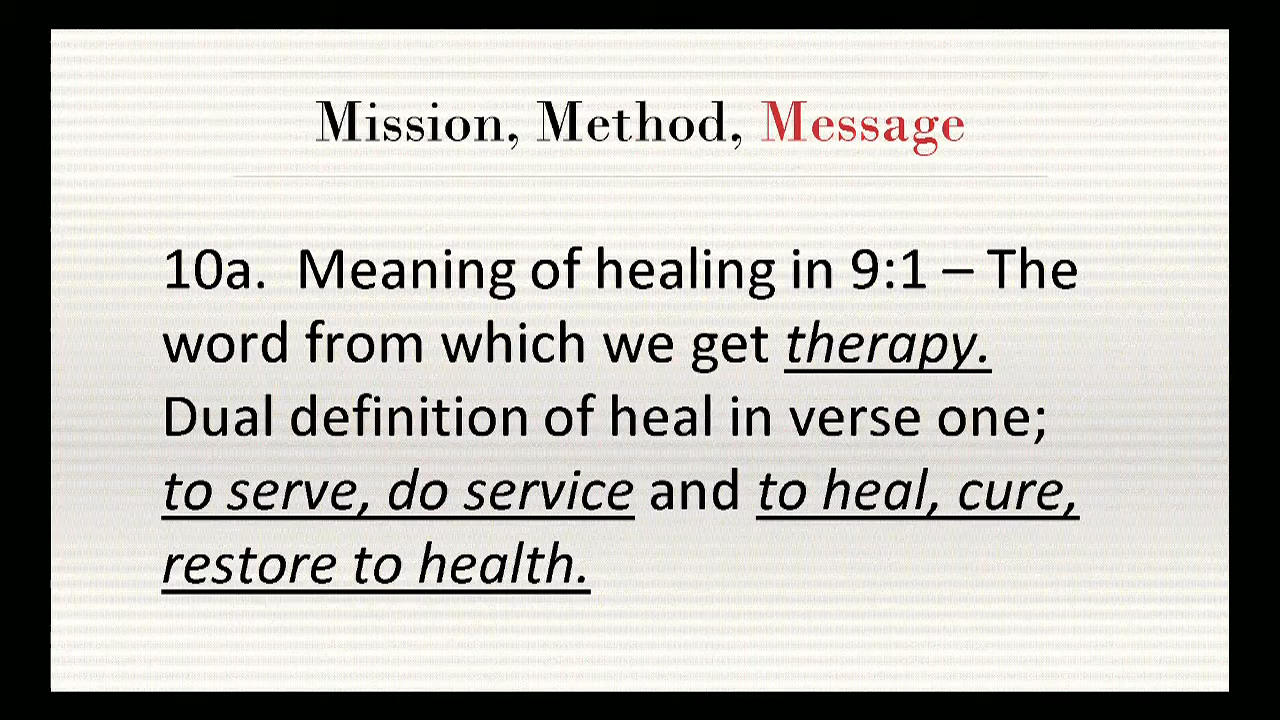 Mission, Method, Message
10a. Meaning of healing in 9:1 – The
word from which we get therapy.
Dual definition of heal in verse one;
to serve, do service and to heal, cure,
restore to health.